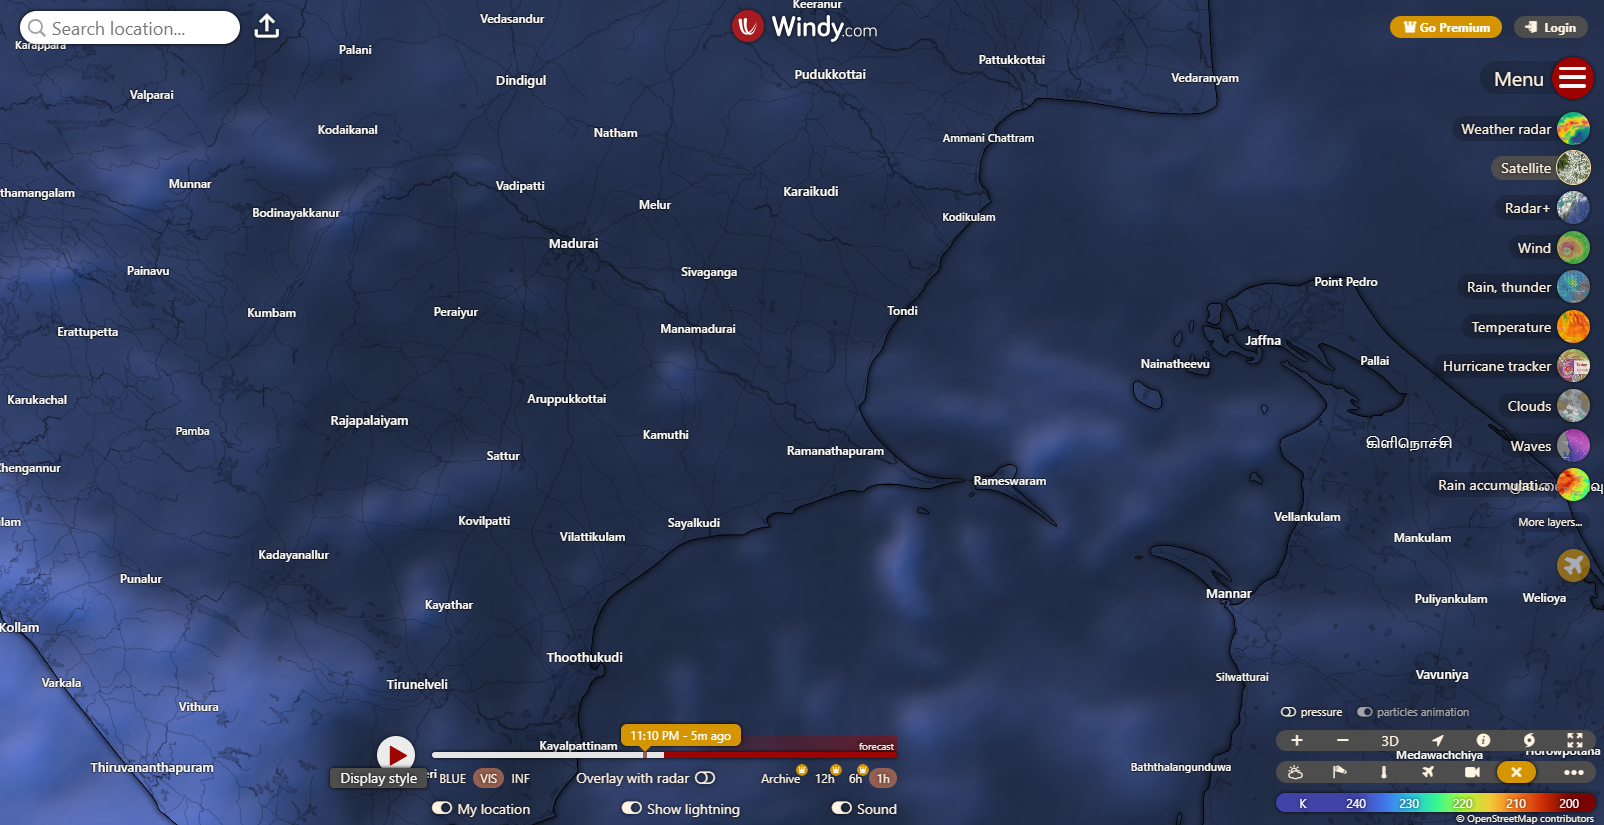 Search location...
Windy.com
Go Premium
Login
Menu
Weather radar
Satellite
Radar+
Wind
Rain, thunder
Temperature
Hurricane tracker
Clouds
Waves
Rain accumulati...
More layers...
Keeranur
Vedasandur
Karappara
Palani
Pattukkottai
Pudukkottai
Vedaranyam
Dindigul
Valparai
Kodaikanal
Natham
Ammani Chattram
Munnar
Vadipatti
thamangalam
Karaikudi
Melur
Bodinayakkanur
Kodikulam
Madurai
Painavu
Sivaganga
Point Pedro
Kumbam
Peraiyur
Tondi
Erattupetta
Manamadurai
Jaffna
Nainatheevu
Pallai
Karukachal
Aruppukkottai
Rajapalaiyam
Pamba
Kamuthi
கிளிநொச்சி
Ramanathapuram
Sattur
Chengannur
Rameswaram
Vellankulam
lam
Kovilpatti
Sayalkudi
Vilattikulam
Mankulam
Kadayanallur
Punalur
Mannar
Kayathar
Puliyankulam
Welioya
Kollam
Thoothukudi
Vavuniya
Silwatturai
Varkala
Tirunelveli
Vithura
pressure
particles animation
11:10 PM - 5m ago
Kayalpattinam
forecast
3D
Medawachchiya
Horowpotana
Thiruvananthapuram
Baththalangunduwa
Display style
eri
BLUE
VIS
INF
Overlay with radar
Archive
12h
6h
1h
My location
Show lightning
Sound
K 240 230 220 210 200
© OpenStreetMap contributors